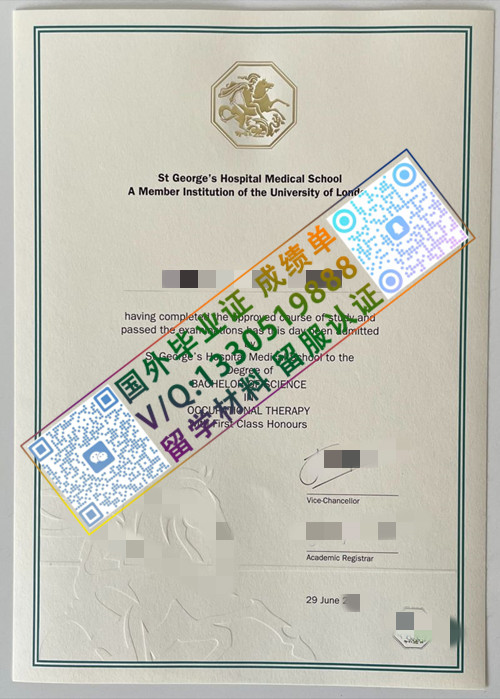 St George's Hospital Medical School
A Member Institution of the University of
国外毕业证 成绩单
V/Q:1330519888
留学材料 留服认证
having completed the approved course of study and
passed the examinations has this day been admitted
St George's Hospital Medical School to the
Degree of
BACHELOR OF SCIENCE
IN
OCCUPATIONAL THERAPY
First Class Honours
Vice-Chancellor
Academic Registrar
29 June